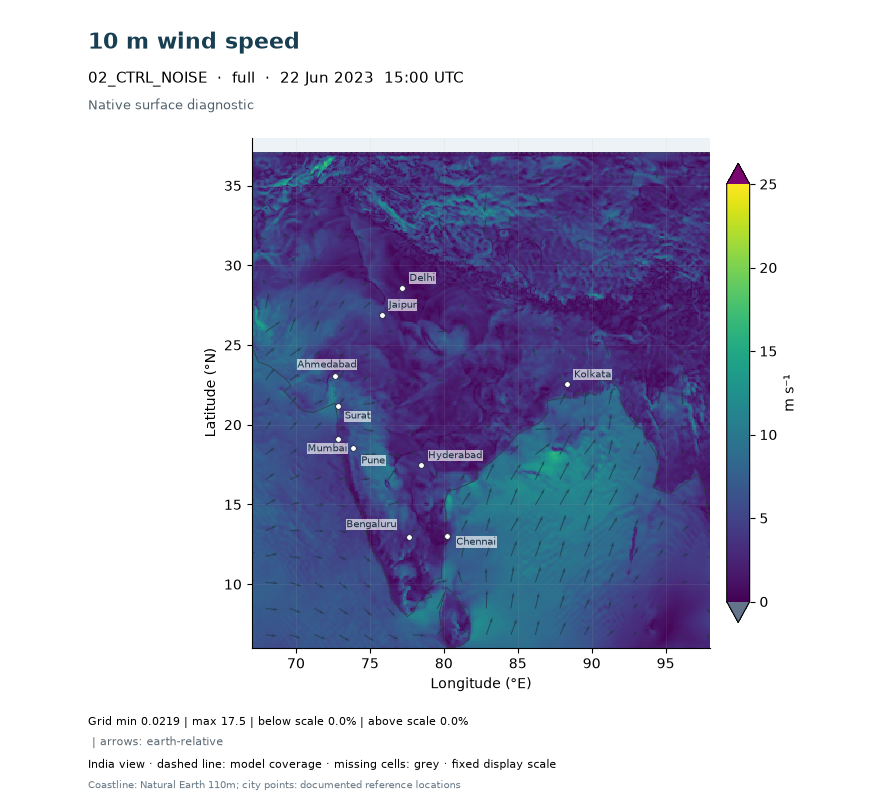 10 m wind speed
02_CTRL_NOISE · full · 22 Jun 2023 15:00 UTC
Native surface diagnostic
35
30
25
20
15
10
Latitude (°N)
Delhi
Jaipur
Ahmedabad
Kolkata
Surat
Mumbai
Pune
Hyderabad
Bengaluru
Chennai
70
75
80
85
90
95
Longitude (°E)
25
20
15
10
5
0
m s⁻¹
Grid min 0.0219 | max 17.5 | below scale 0.0% | above scale 0.0%
| arrows: earth-relative
India view · dashed line: model coverage · missing cells: grey · fixed display scale
Coastline: Natural Earth 110m; city points: documented reference locations